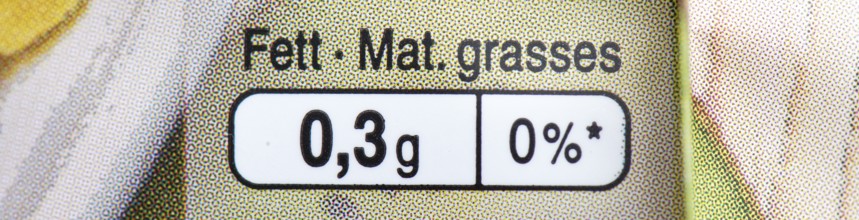 Fett · Mat. grasses
0,3g 0%*